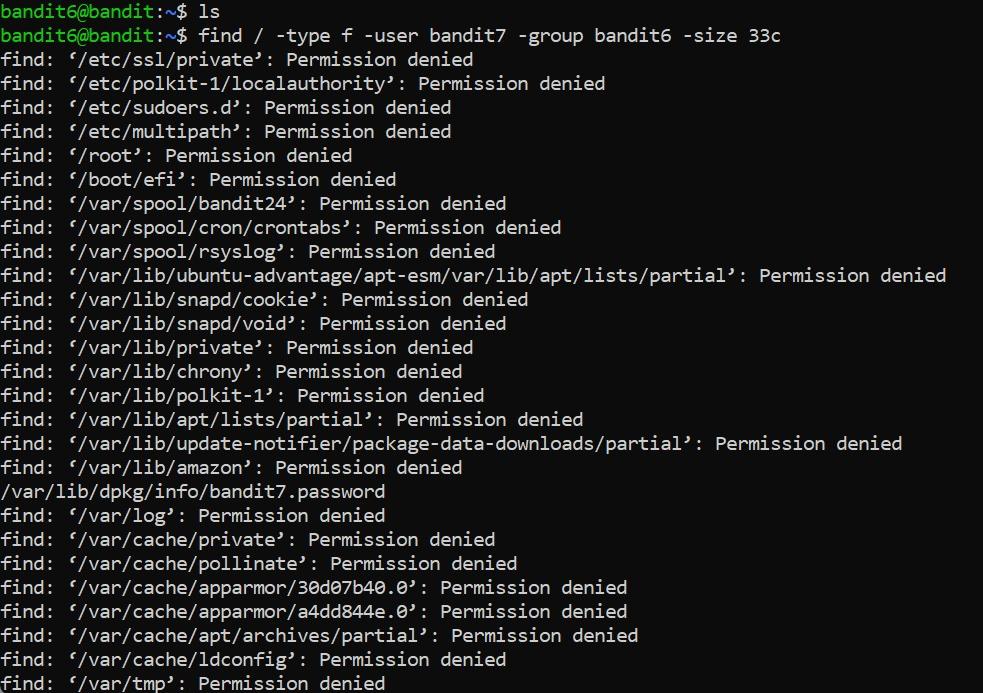 bandit6@bandit:~$ ls
bandit6@bandit:~$ find / -type f -user bandit7 -group bandit6 -size 33c
find: ‘/etc/ssl/private’: Permission denied
find: ‘/etc/polkit-1/localauthority’: Permission denied
find: ‘/etc/sudoers.d’: Permission denied
find: ‘/etc/multipath’: Permission denied
find: ‘/root’: Permission denied
find: ‘/boot/efi’: Permission denied
find: ‘/var/spool/bandit24’: Permission denied
find: ‘/var/spool/cron/crontabs’: Permission denied
find: ‘/var/spool/rsyslog’: Permission denied
find: ‘/var/lib/ubuntu-advantage/apt-esm/var/lib/apt/lists/partial’: Permission denied
find: ‘/var/lib/snapd/cookie’: Permission denied
find: ‘/var/lib/snapd/void’: Permission denied
find: ‘/var/lib/private’: Permission denied
find: ‘/var/lib/chrony’: Permission denied
find: ‘/var/lib/polkit-1’: Permission denied
find: ‘/var/lib/apt/lists/partial’: Permission denied
find: ‘/var/lib/update-notifier/package-data-downloads/partial’: Permission denied
find: ‘/var/lib/amazon’: Permission denied
/var/lib/dpkg/info/bandit7.password
find: ‘/var/log’: Permission denied
find: ‘/var/cache/private’: Permission denied
find: ‘/var/cache/pollinate’: Permission denied
find: ‘/var/cache/apparmor/30d07b40.0’: Permission denied
find: ‘/var/cache/apparmor/a4dd844e.0’: Permission denied
find: ‘/var/cache/apt/archives/partial’: Permission denied
find: ‘/var/cache/ldconfig’: Permission denied
find: ‘/var/tmp’: Permission denied